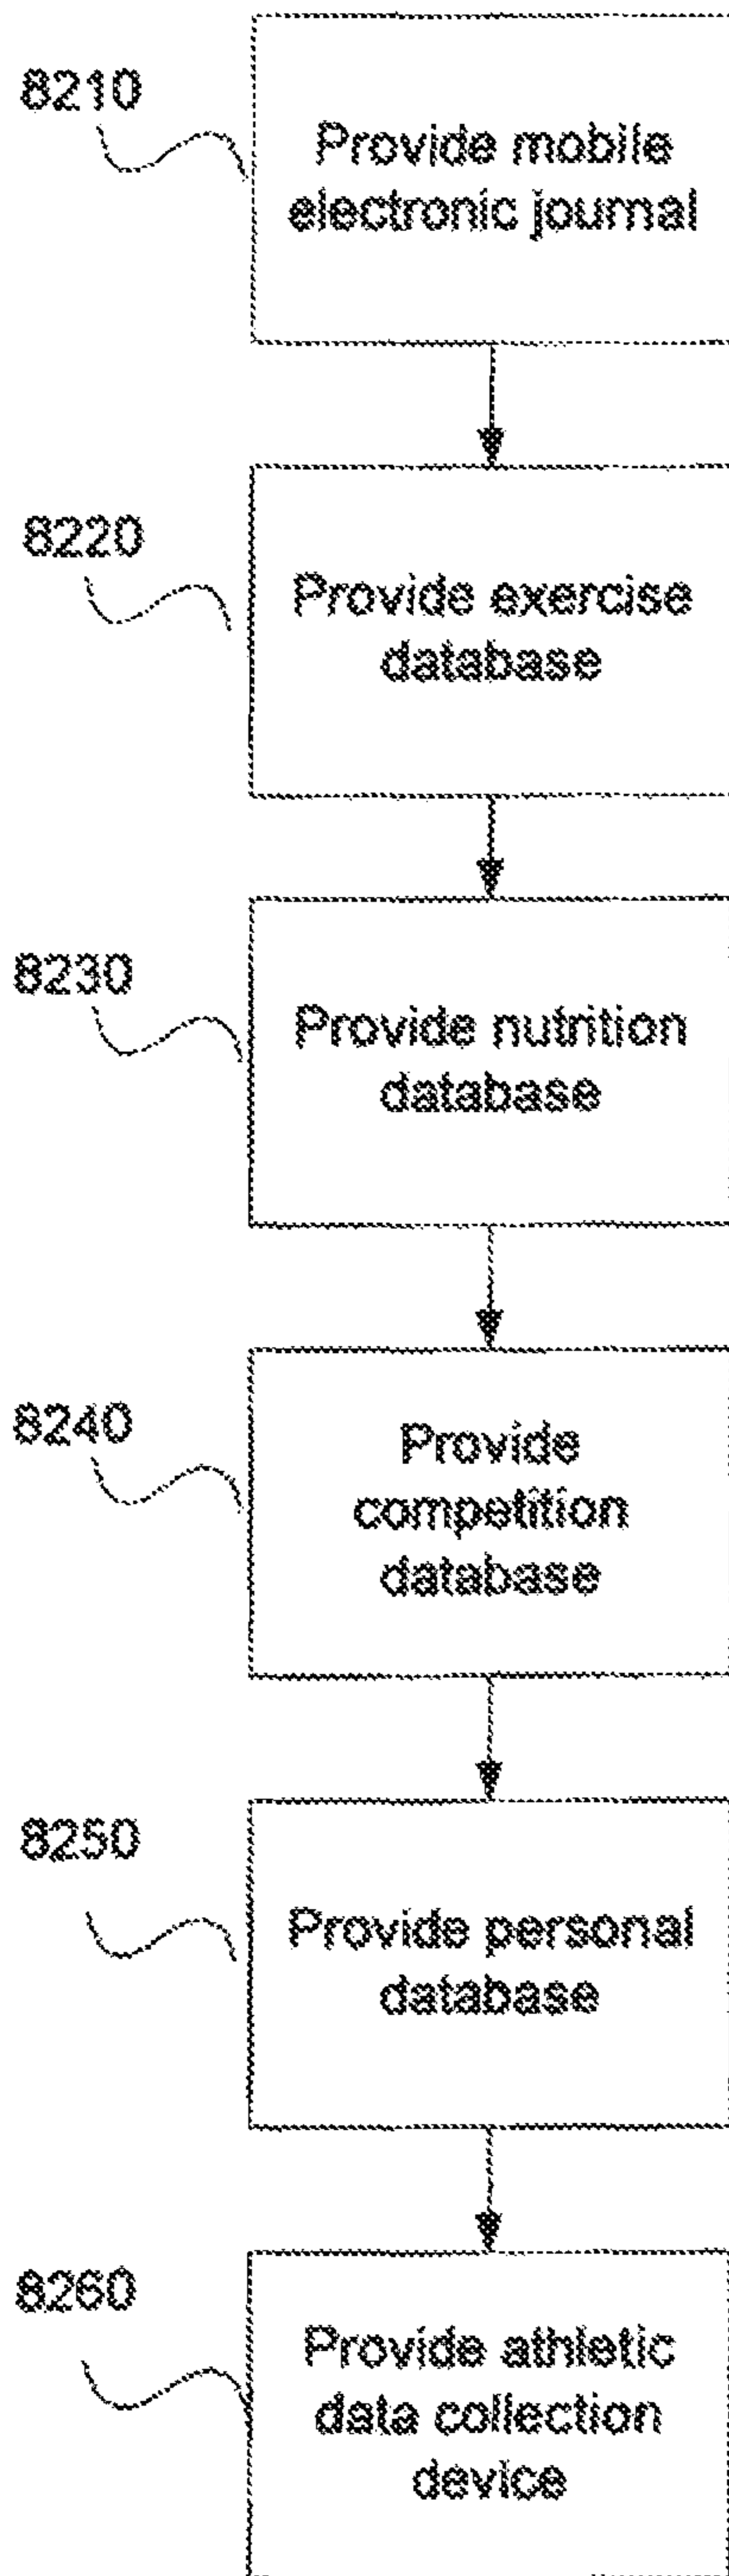 8210
Provide mobile
electronic journal
8220
Provide exercise
database
8230
Provide nutrition
database
8240
Provide
competition
database
8250
Provide personal
database
8260
Provide athletic
data collection
device